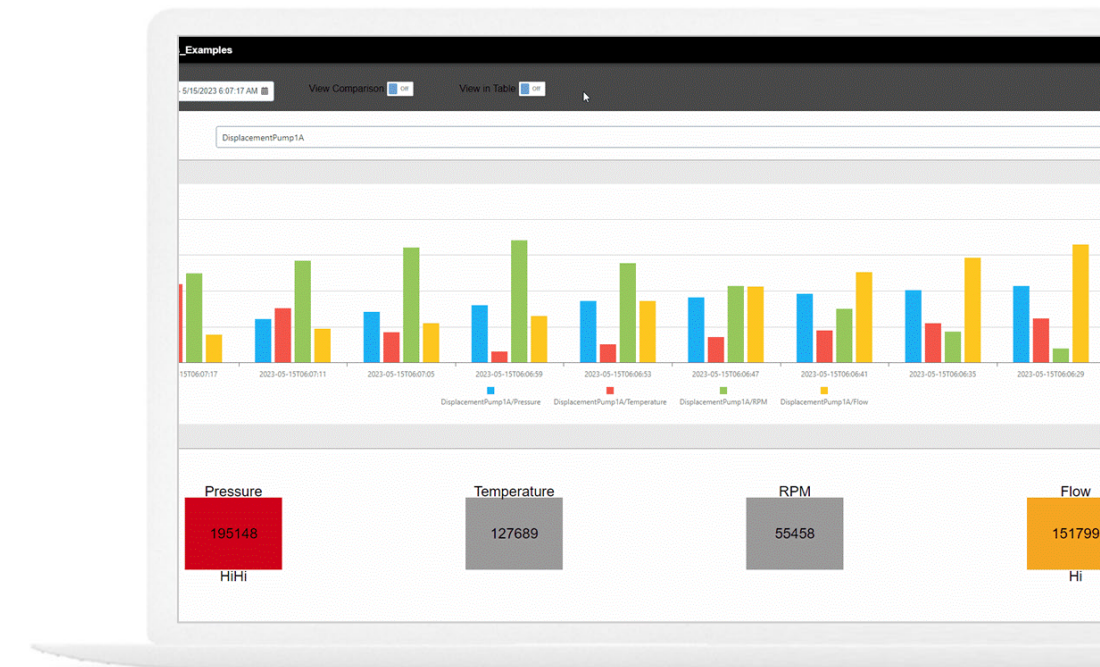 _Examples
- 5/15/2023 6:07:17 AM
View Comparison Off
View in Table Off
DisplacementPump1A
15T06:07:17
2023-05-15T06:07:11
2023-05-15T06:07:05
2023-05-15T06:06:59
2023-05-15T06:06:53
2023-05-15T06:06:47
2023-05-15T06:06:41
2023-05-15T06:06:35
2023-05-15T06:06:29
DisplacementPump1A/Pressure
DisplacementPump1A/Temperature
DisplacementPump1A/RPM
DisplacementPump1A/Flow
Pressure
195148
HiHi
Temperature
127689
RPM
55458
Flow
151799
Hi